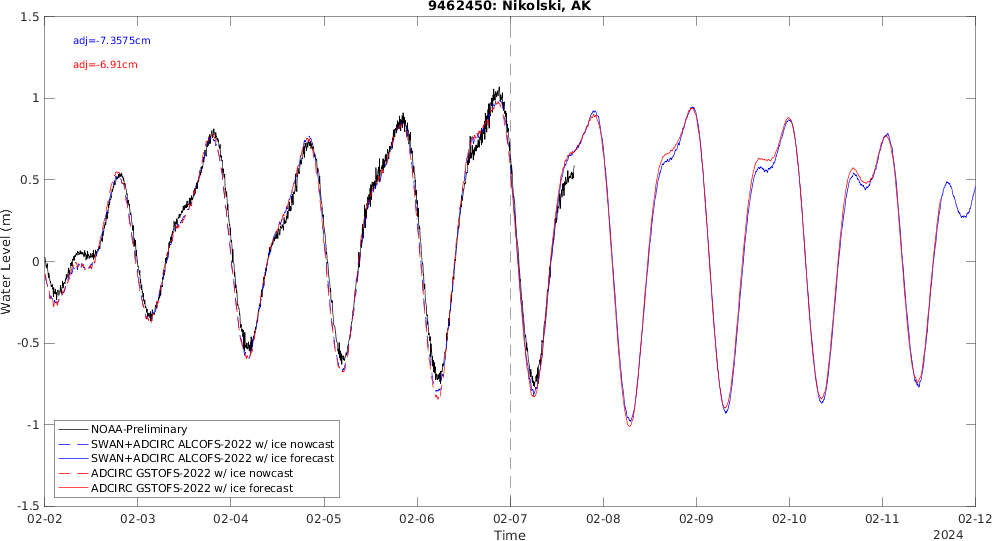 9462450: Nikolski, AK
adj=-7.3575cm
adj=-6.91cm
1.5
1
0.5
0
-0.5
-1
-1.5
Water Level (m)
NOAA-Preliminary
SWAN+ADCIRC ALCOFS-2022 w/ ice nowcast
SWAN+ADCIRC ALCOFS-2022 w/ ice forecast
ADCIRC GSTOFS-2022 w/ ice nowcast
ADCIRC GSTOFS-2022 w/ ice forecast
02-02 02-03 02-04 02-05 02-06 02-07 02-08 02-09 02-10 02-11 02-12
Time
2024